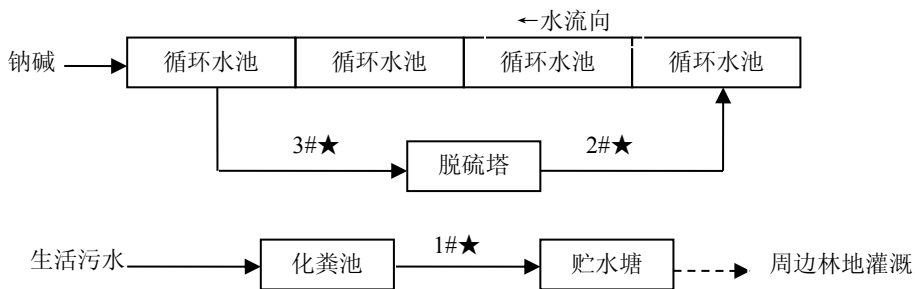 ←水流向
钠碱
循环水池
循环水池
循环水池
循环水池
3#★
脱硫塔
2#★
生活污水
化粪池
1#★
贮水塘
周边林地灌溉